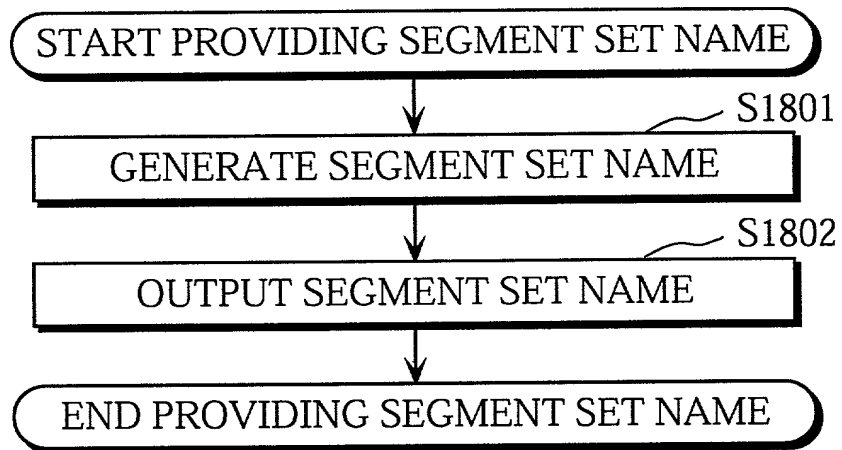 START PROVIDING SEGMENT SET NAME
S1801
GENERATE SEGMENT SET NAME
S1802
OUTPUT SEGMENT SET NAME
END PROVIDING SEGMENT SET NAME